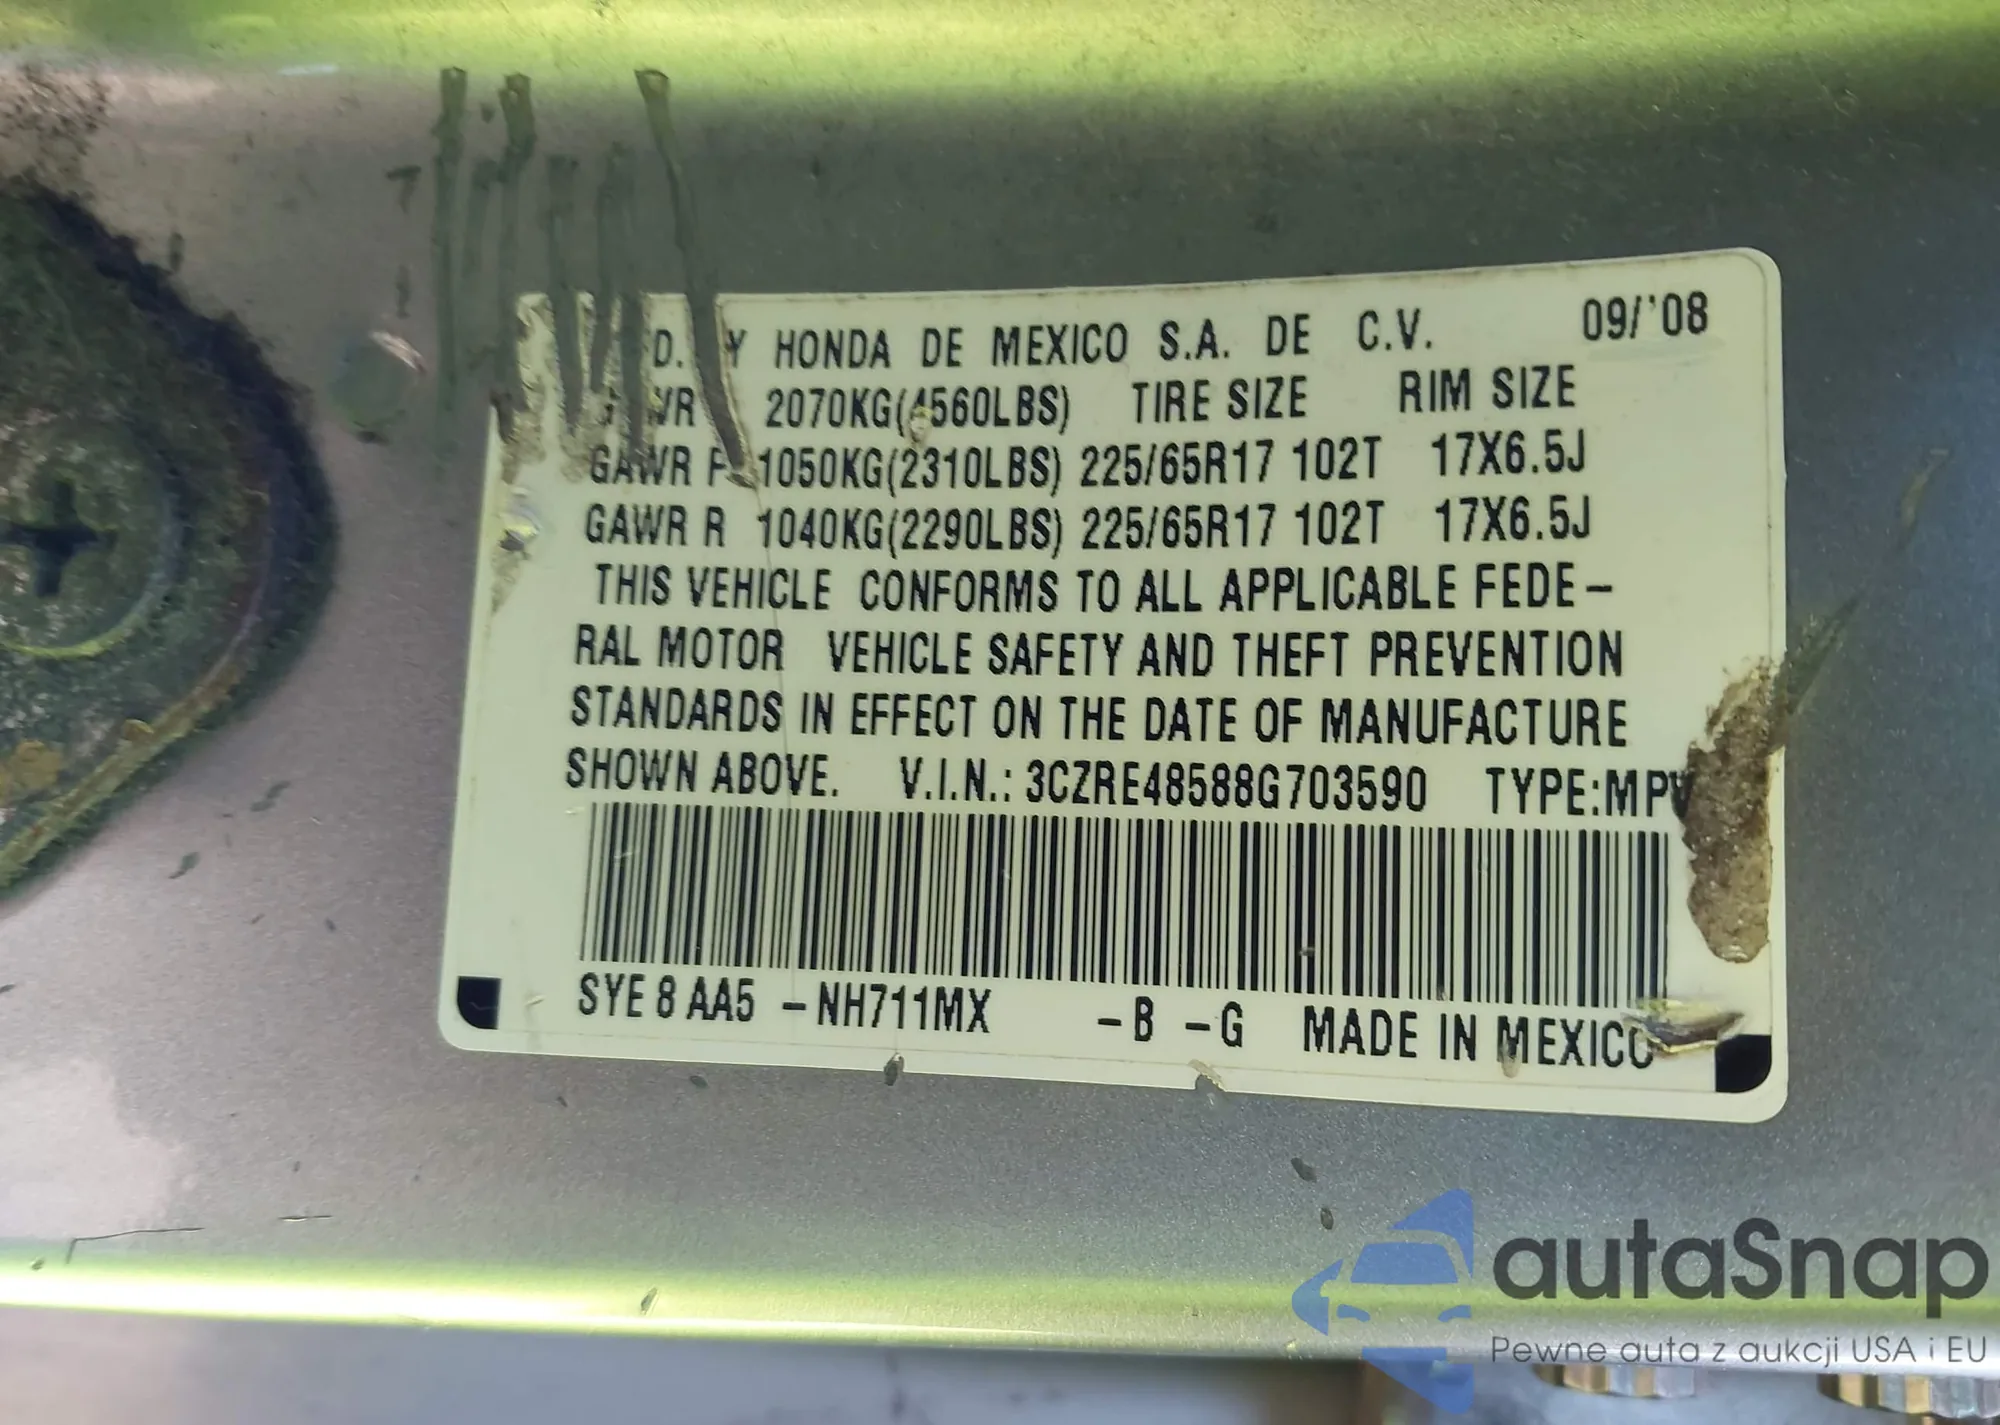 D. Y HONDA DE MEXICO S.A. DE C.V. 09/'08
GAWR 2070KG(4560LBS) TIRE SIZE RIM SIZE
GAWR F 1050KG(2310LBS) 225/65R17 102T 17X6.5J
GAWR R 1040KG(2290LBS) 225/65R17 102T 17X6.5J
THIS VEHICLE CONFORMS TO ALL APPLICABLE FEDE-
RAL MOTOR VEHICLE SAFETY AND THEFT PREVENTION
STANDARDS IN EFFECT ON THE DATE OF MANUFACTURE
SHOWN ABOVE. V.I.N.: 3CZRE48588G703590 TYPE:MPV
SYE 8 AA5 -NH711MX -B -G MADE IN MEXICO
autaSnap
Pewne auta z aukcji USA i EU